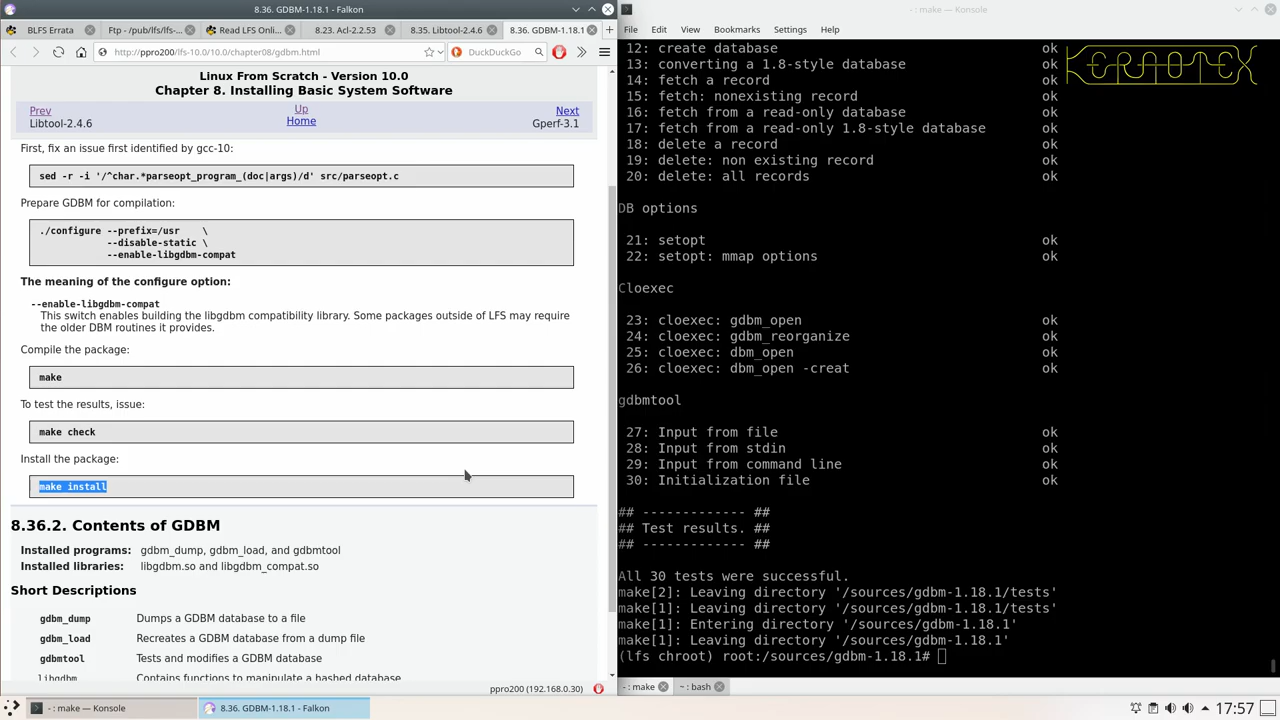 8.36. GDBM-1.18.1 - Falkon
BLFS Errata
Ftp - /pub/lfs/lfs-...
Read LFS Onli...
8.23. Acl-2.2.53
8.35. Libtool-2.4.6
8.36. GDBM-1.18.1
http://ppro200/lfs-10.0/10.0/chapter08/gdbm.html
DuckDuckGo
Linux From Scratch - Version 10.0
Chapter 8. Installing Basic System Software
Prev
Up
Next
Libtool-2.4.6
Home
Gperf-3.1
First, fix an issue first identified by gcc-10:
sed -r -i '/^char.*parseopt_program_(doc|args)/d' src/parseopt.c
Prepare GDBM for compilation:
./configure --prefix=/usr \
--disable-static \
--enable-libgdbm-compat
The meaning of the configure option:
--enable-libgdbm-compat
This switch enables building the libgdbm compatibility library. Some packages outside of LFS may require
the older DBM routines it provides.
Compile the package:
make
To test the results, issue:
make check
Install the package:
make install
8.36.2. Contents of GDBM
Installed programs: gdbm_dump, gdbm_load, and gdbmtool
Installed libraries: libgdbm.so and libgdbm_compat.so
Short Descriptions
gdbm_dump Dumps a GDBM database to a file
gdbm_load Recreates a GDBM database from a dump file
gdbmtool Tests and modifies a GDBM database
libgdbm Contains functions to manipulate a hashed database
ppro200 (192.168.0.30)
- : make — Konsole
File Edit View Bookmarks Settings Help
12: create database ok
13: converting a 1.8-style database ok
14: fetch a record ok
15: fetch: nonexisting record ok
16: fetch from a read-only database ok
17: fetch from a read-only 1.8-style database ok
18: delete a record ok
19: delete: non existing record ok
20: delete: all records ok
DB options
21: setopt ok
22: setopt: mmap options ok
Cloexec
23: cloexec: gdbm_open ok
24: cloexec: gdbm_reorganize ok
25: cloexec: dbm_open ok
26: cloexec: dbm_open -creat ok
gdbmtool
27: Input from file ok
28: Input from stdin ok
29: Input from command line ok
30: Initialization file ok
## ------------- ##
## Test results. ##
## ------------- ##
All 30 tests were successful.
make[2]: Leaving directory '/sources/gdbm-1.18.1/tests'
make[1]: Leaving directory '/sources/gdbm-1.18.1/tests'
make[1]: Entering directory '/sources/gdbm-1.18.1'
make[1]: Leaving directory '/sources/gdbm-1.18.1'
(lfs chroot) root:/sources/gdbm-1.18.1#
- : make
~ : bash
- : make — Konsole
8.36. GDBM-1.18.1 - Falkon
17:57